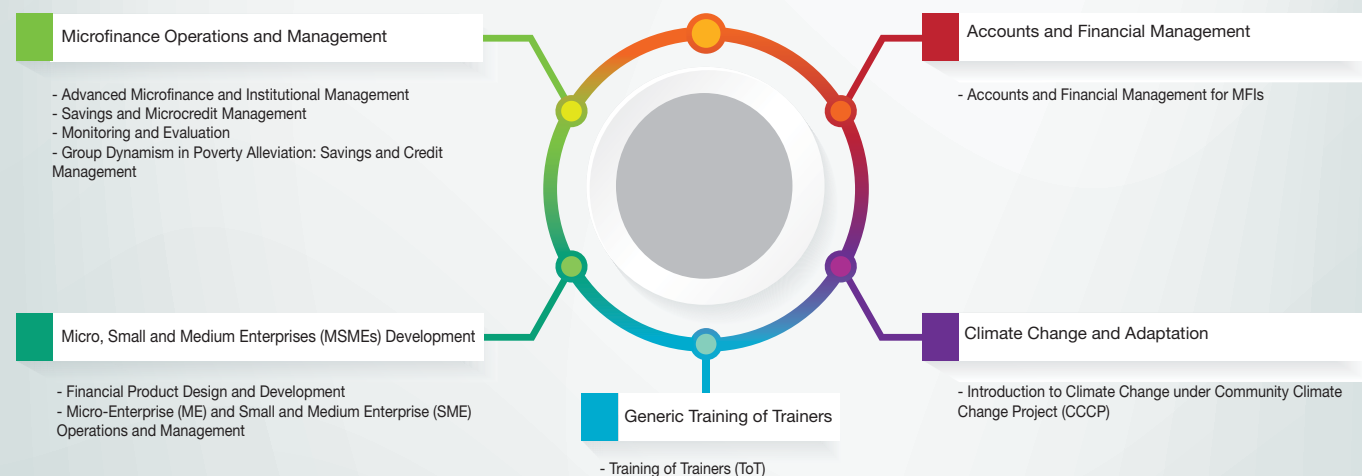 Microfinance Operations and Management
- Advanced Microfinance and Institutional Management
- Savings and Microcredit Management
- Monitoring and Evaluation
- Group Dynamism in Poverty Alleviation: Savings and Credit
Management
Accounts and Financial Management
- Accounts and Financial Management for MFIs
Micro, Small and Medium Enterprises (MSMEs) Development
- Financial Product Design and Development
- Micro-Enterprise (ME) and Small and Medium Enterprise (SME)
Operations and Management
Generic Training of Trainers
- Training of Trainers (ToT)
Climate Change and Adaptation
- Introduction to Climate Change under Community Climate
Change Project (CCCP)